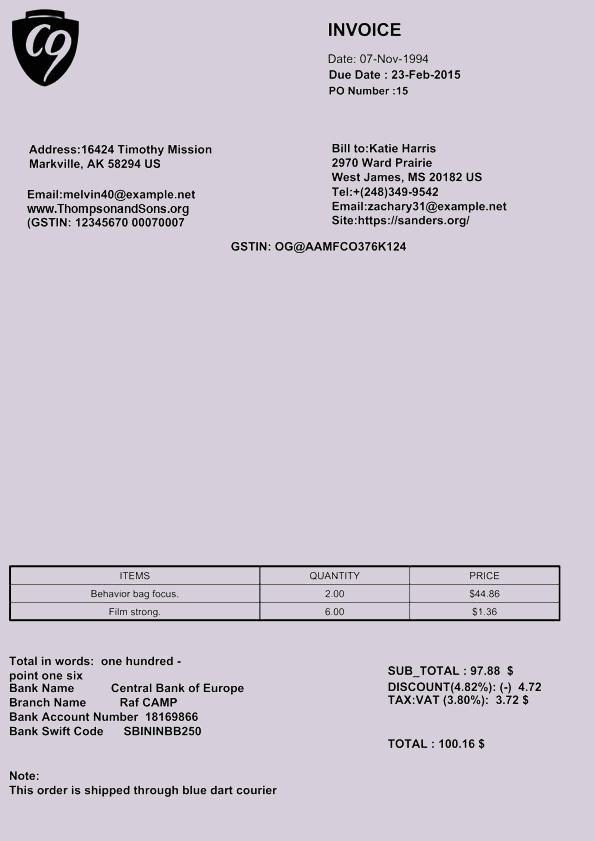 C9
INVOICE
Date: 07-Nov-1994
Due Date : 23-Feb-2015
PO Number :15
Address:16424 Timothy Mission
Markville, AK 58294 US
Email:melvin40@example.net
www.ThompsonandSons.org
(GSTIN: 12345670 00070007
Bill to:Katie Harris
2970 Ward Prairie
West James, MS 20182 US
Tel:+(248)349-9542
Email:zachary31@example.net
Site:https://sanders.org/
GSTIN: OG@AAMFCO376K124
ITEMS QUANTITY PRICE
Behavior bag focus. 2.00 $44.86
Film strong. 6.00 $1.36
Total in words: one hundred -
point one six
Bank Name Central Bank of Europe
Branch Name Raf CAMP
Bank Account Number 18169866
Bank Swift Code SBININBB250
SUB_TOTAL : 97.88 $
DISCOUNT(4.82%): (-) 4.72
TAX:VAT (3.80%): 3.72 $
TOTAL : 100.16 $
Note:
This order is shipped through blue dart courier